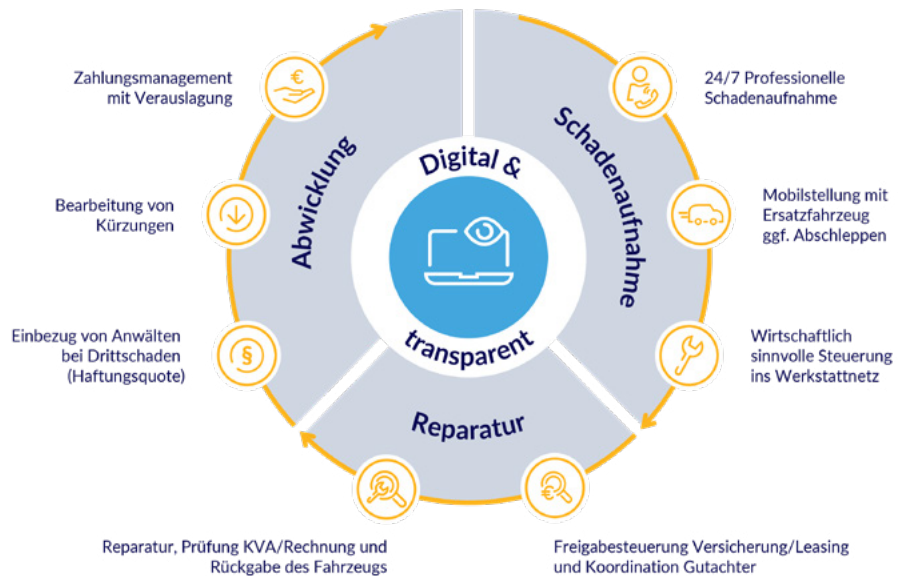 Digital &
transparent
Schadenaufnahme
24/7 Professionelle
Schadenaufnahme
Mobilstellung mit
Ersatzfahrzeug
ggf. Abschleppen
Wirtschaftlich
sinnvolle Steuerung
ins Werkstattnetz
Reparatur
€
Freigabesteuerung Versicherung/Leasing
und Koordination Gutachter
Reparatur, Prüfung KVA/Rechnung und
Rückgabe des Fahrzeugs
Abwicklung
§
Einbezug von Anwälten
bei Drittschaden
(Haftungsquote)
Bearbeitung von
Kürzungen
€
Zahlungsmanagement
mit Verauslagung